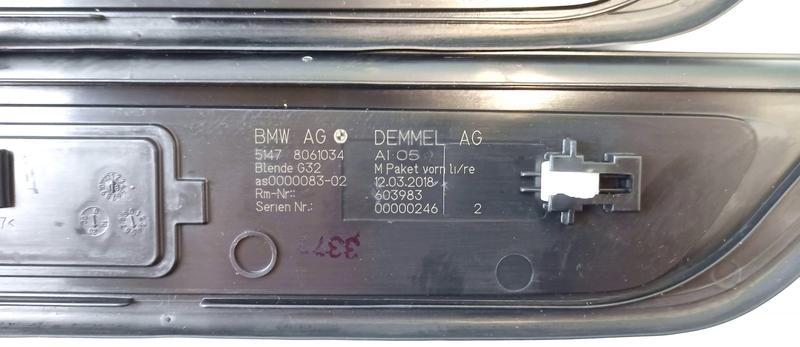 BMW AG DEMMEL AG
5147 8061034 AI 05
Blende G32 M Paket vorn li/re
as0000083-02 12.03.2018
Rm-Nr: 603983
Serien Nr.: 00000246 2